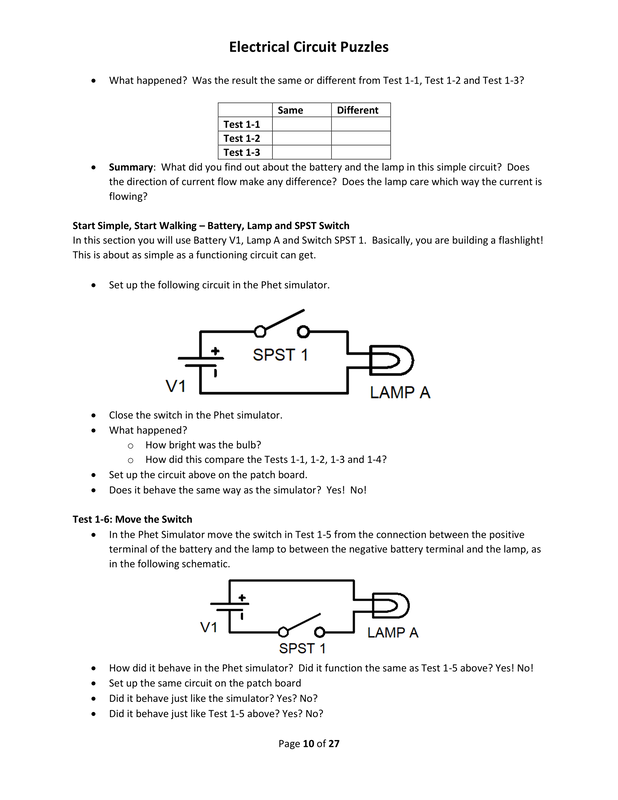 Electrical Circuit Puzzles
• What happened?  Was the result the same or different from Test 1-1, Test 1-2 and Test 1-3?
Same Different
Test 1-1
Test 1-2
Test 1-3
• Summary:  What did you find out about the battery and the lamp in this simple circuit?  Does
the direction of current flow make any difference?  Does the lamp care which way the current is
flowing?
Start Simple, Start Walking – Battery, Lamp and SPST Switch
In this section you will use Battery V1, Lamp A and Switch SPST 1.  Basically, you are building a flashlight!
This is about as simple as a functioning circuit can get.
• Set up the following circuit in the Phet simulator.
+
SPST 1
V1
LAMP A
• Close the switch in the Phet simulator.
• What happened?
o How bright was the bulb?
o How did this compare the Tests 1-1, 1-2, 1-3 and 1-4?
• Set up the circuit above on the patch board.
• Does it behave the same way as the simulator?  Yes!  No!
Test 1-6: Move the Switch
• In the Phet Simulator move the switch in Test 1-5 from the connection between the positive
terminal of the battery and the lamp to between the negative battery terminal and the lamp, as
in the following schematic.
+
V1
LAMP A
SPST 1
• How did it behave in the Phet simulator?  Did it function the same as Test 1-5 above? Yes! No!
• Set up the same circuit on the patch board
• Did it behave just like the simulator? Yes? No?
• Did it behave just like Test 1-5 above? Yes? No?
Page 10 of 27